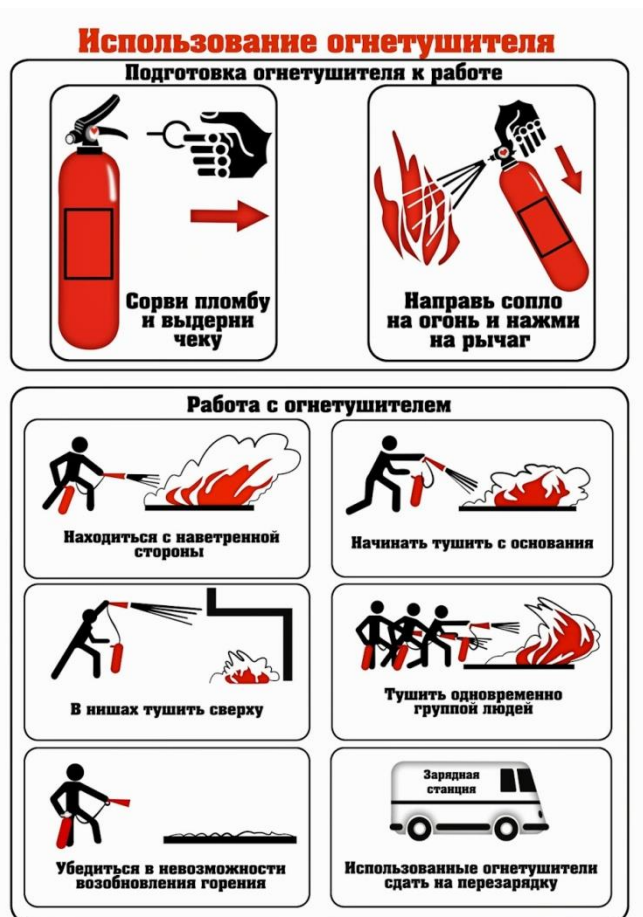 Использование огнетушителя
Подготовка огнетушителя к работе
Сорви пломбу
и выдерни
чеку
Направь сопло
на огонь и нажми
на рычаг
Работа с огнетушителем
Находиться с наветренной
стороны
Начинать тушить с основания
В нишах тушить сверху
Тушить одновременно
группой людей
Убедиться в невозможности
возобновления горения
Зарядная
станция
Использованные огнетушители
сдать на перезарядку